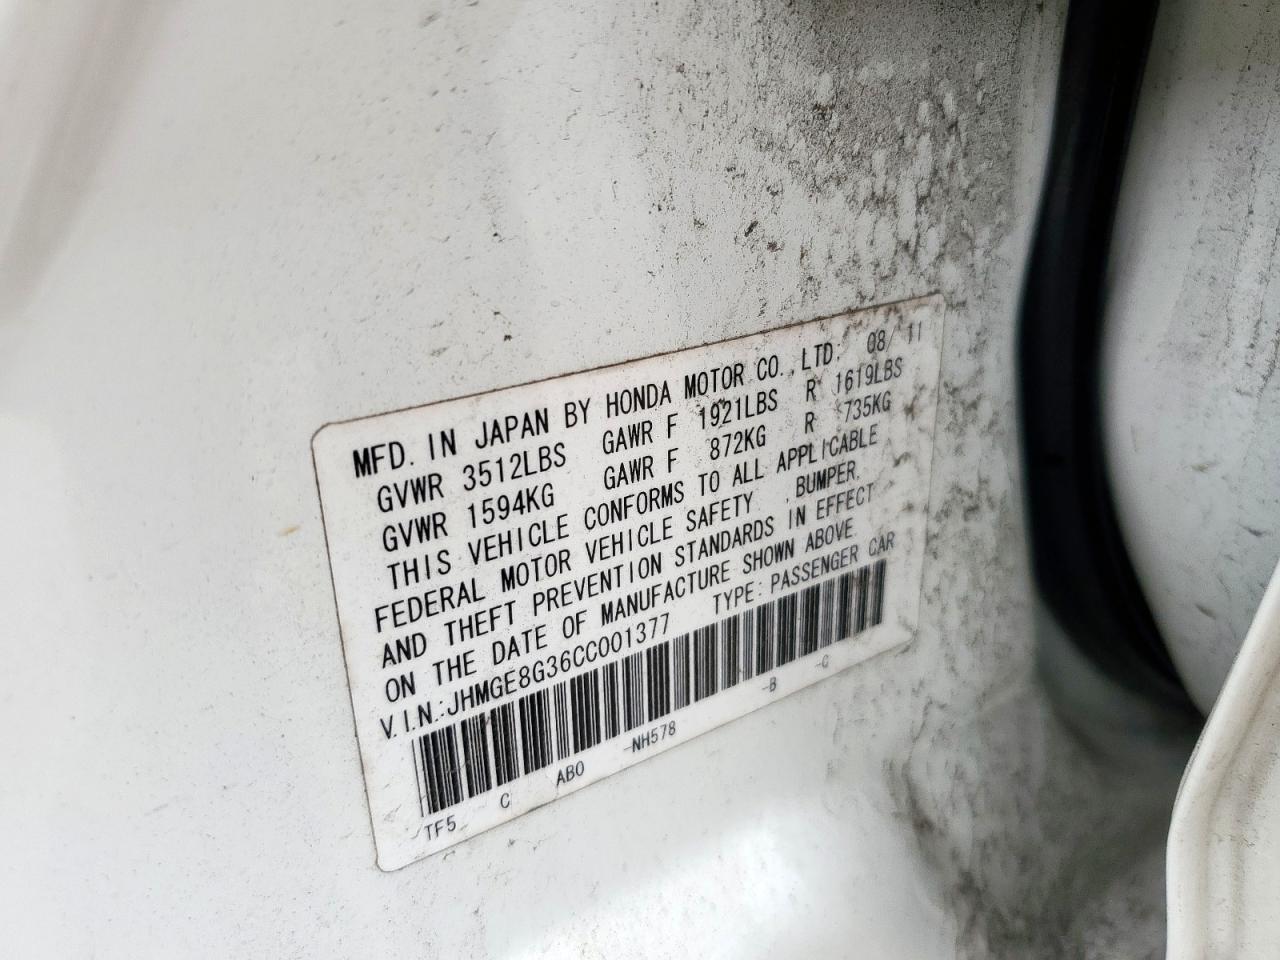 MFD. IN JAPAN BY HONDA MOTOR CO., LTD. 08/11
GVWR 3512LBS GAWR F 1921LBS R 1619LBS
GVWR 1594KG GAWR F 872KG R 735KG
THIS VEHICLE CONFORMS TO ALL APPLICABLE
FEDERAL MOTOR VEHICLE SAFETY , BUMPER,
AND THEFT PREVENTION STANDARDS IN EFFECT
ON THE DATE OF MANUFACTURE SHOWN ABOVE.
V.I.N.:JHMGE8G36CC001377 TYPE: PASSENGER CAR
TF5 C AB0 -NH578 -B -C